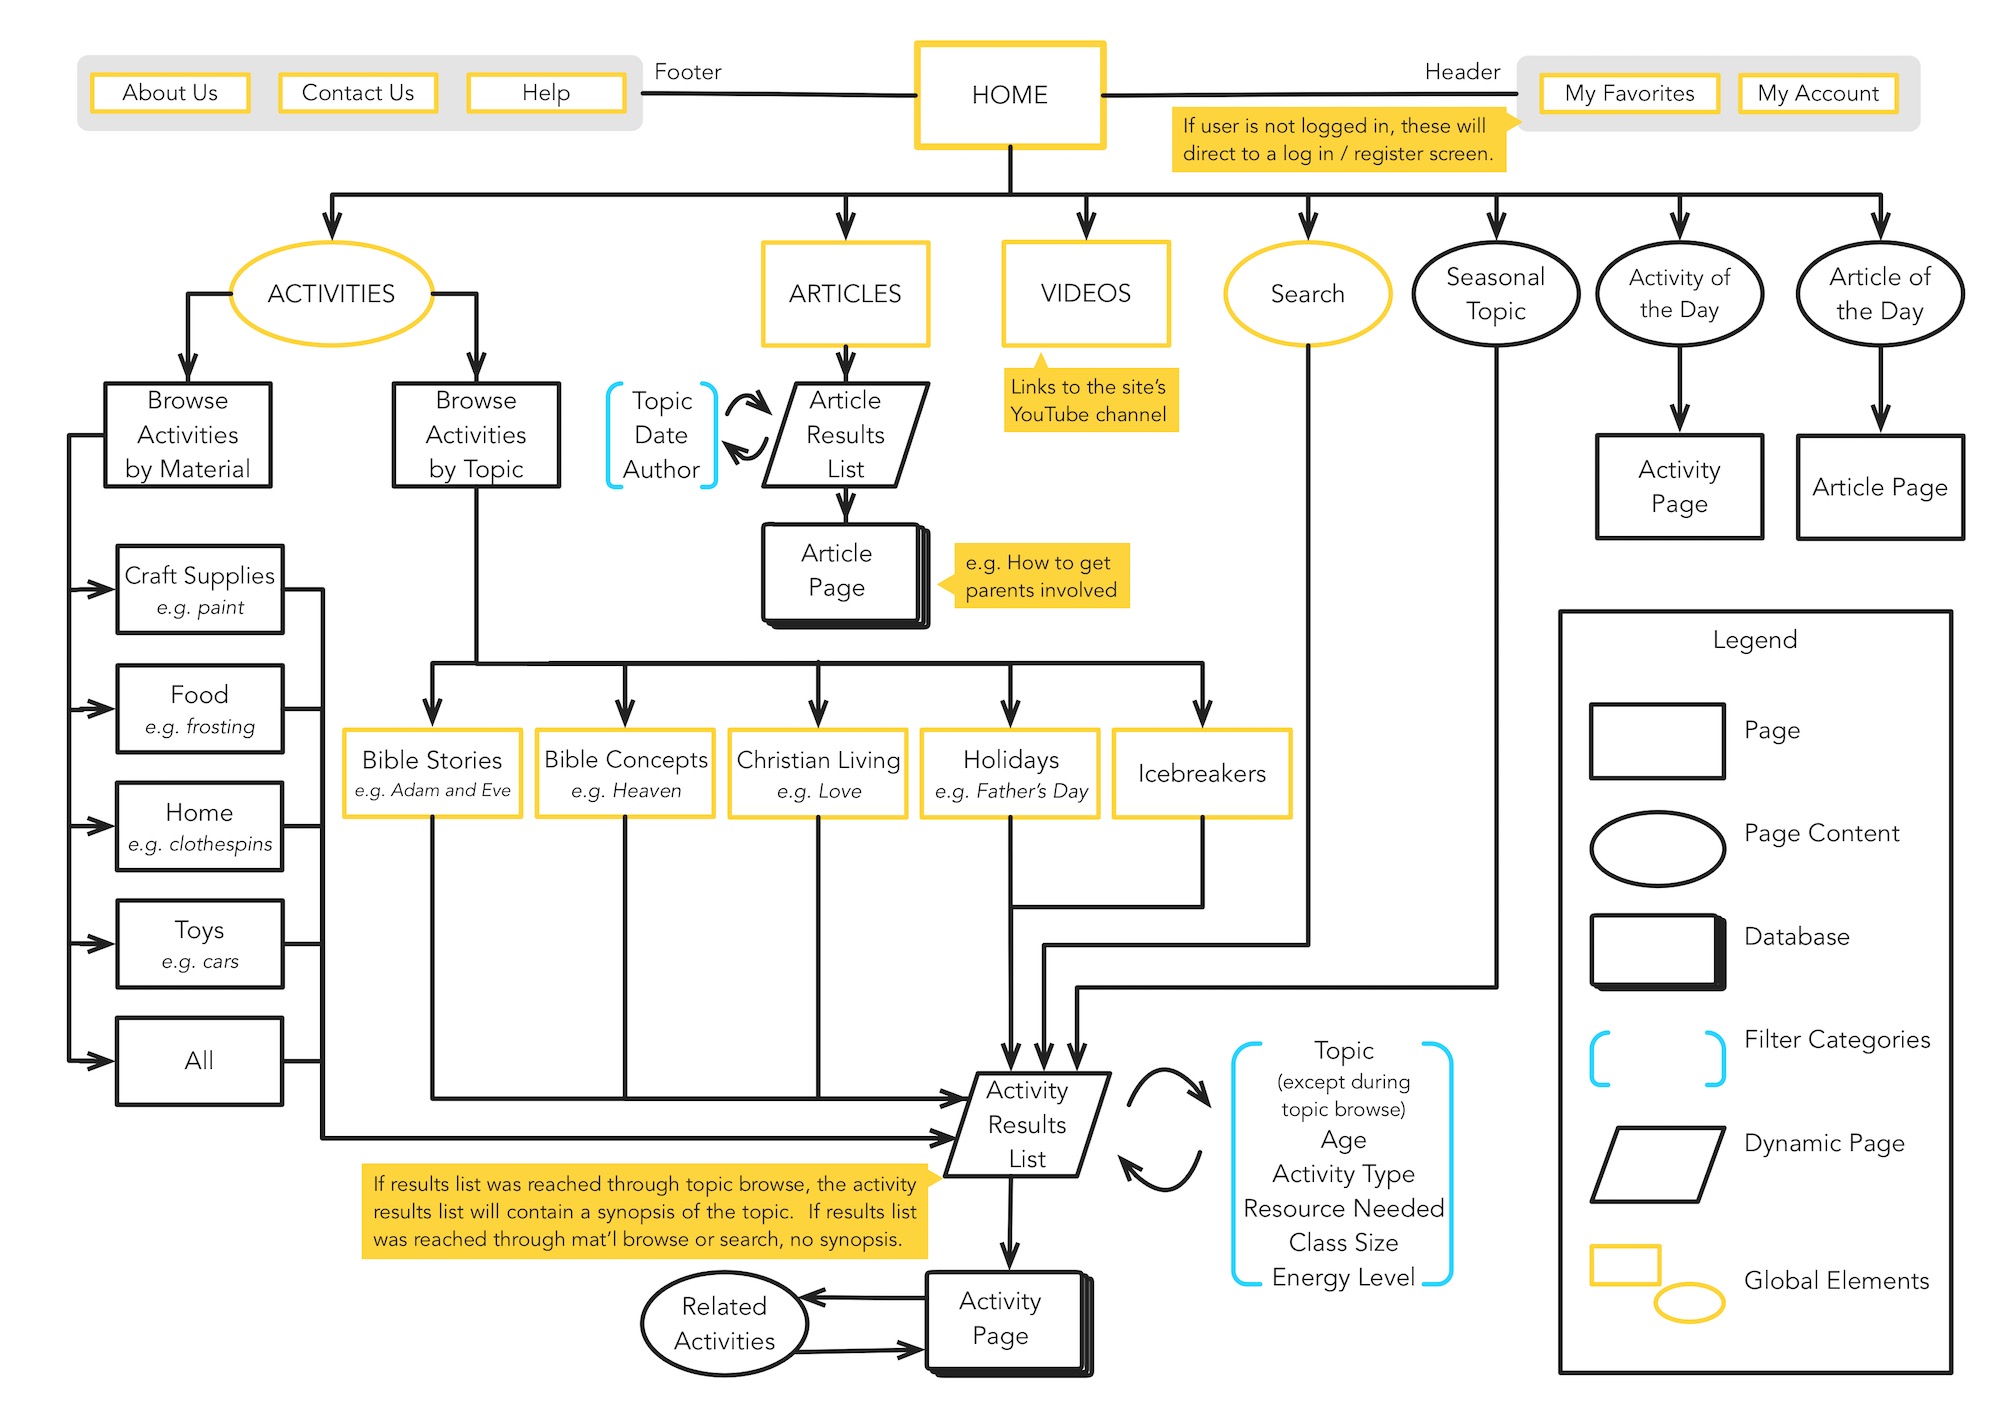 About Us
Contact Us
Help
Footer
HOME
Header
My Favorites
My Account
If user is not logged in, these will
direct to a log in / register screen.
ACTIVITIES
ARTICLES
VIDEOS
Search
Seasonal
Topic
Activity of
the Day
Article of
the Day
Browse
Activities
by Material
Browse
Activities
by Topic
Topic
Date
Author
Article
Results
List
Links to the site's
YouTube channel
Activity
Page
Article Page
Article
Page
e.g. How to get
parents involved
Craft Supplies
e.g. paint
Food
e.g. frosting
Home
e.g. clothespins
Toys
e.g. cars
All
Bible Stories
e.g. Adam and Eve
Bible Concepts
e.g. Heaven
Christian Living
e.g. Love
Holidays
e.g. Father's Day
Icebreakers
Activity
Results
List
Topic
(except during
topic browse)
Age
Activity Type
Resource Needed
Class Size
Energy Level
If results list was reached through topic browse, the activity
results list will contain a synopsis of the topic.  If results list
was reached through mat'l browse or search, no synopsis.
Related
Activities
Activity
Page
Legend
Page
Page Content
Database
Filter Categories
Dynamic Page
Global Elements